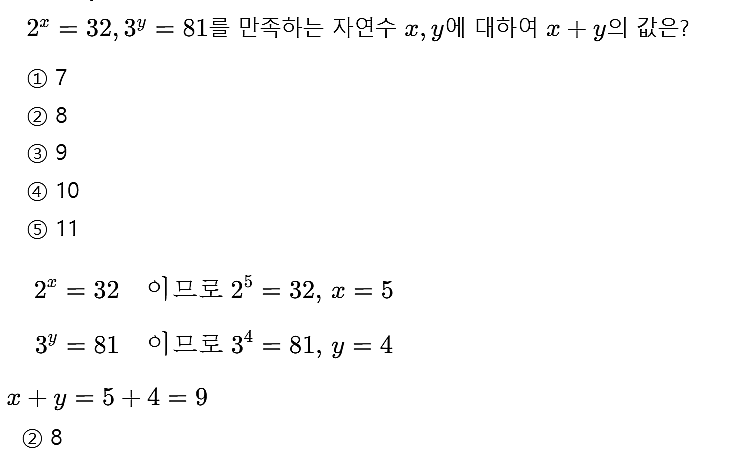 2^x = 32, 3^y = 81를 만족하는 자연수 x, y에 대하여 x + y의 값은?
① 7
② 8
③ 9
④ 10
⑤ 11
2^x = 32 이므로 2^5 = 32, x = 5
3^y = 81 이므로 3^4 = 81, y = 4
x + y = 5 + 4 = 9
② 8